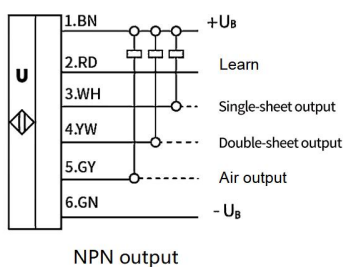 1.BN
+UB
2.RD
Learn
U
3.WH
Single-sheet output
4.YW
Double-sheet output
5.GY
Air output
6.GN
- UB
NPN output